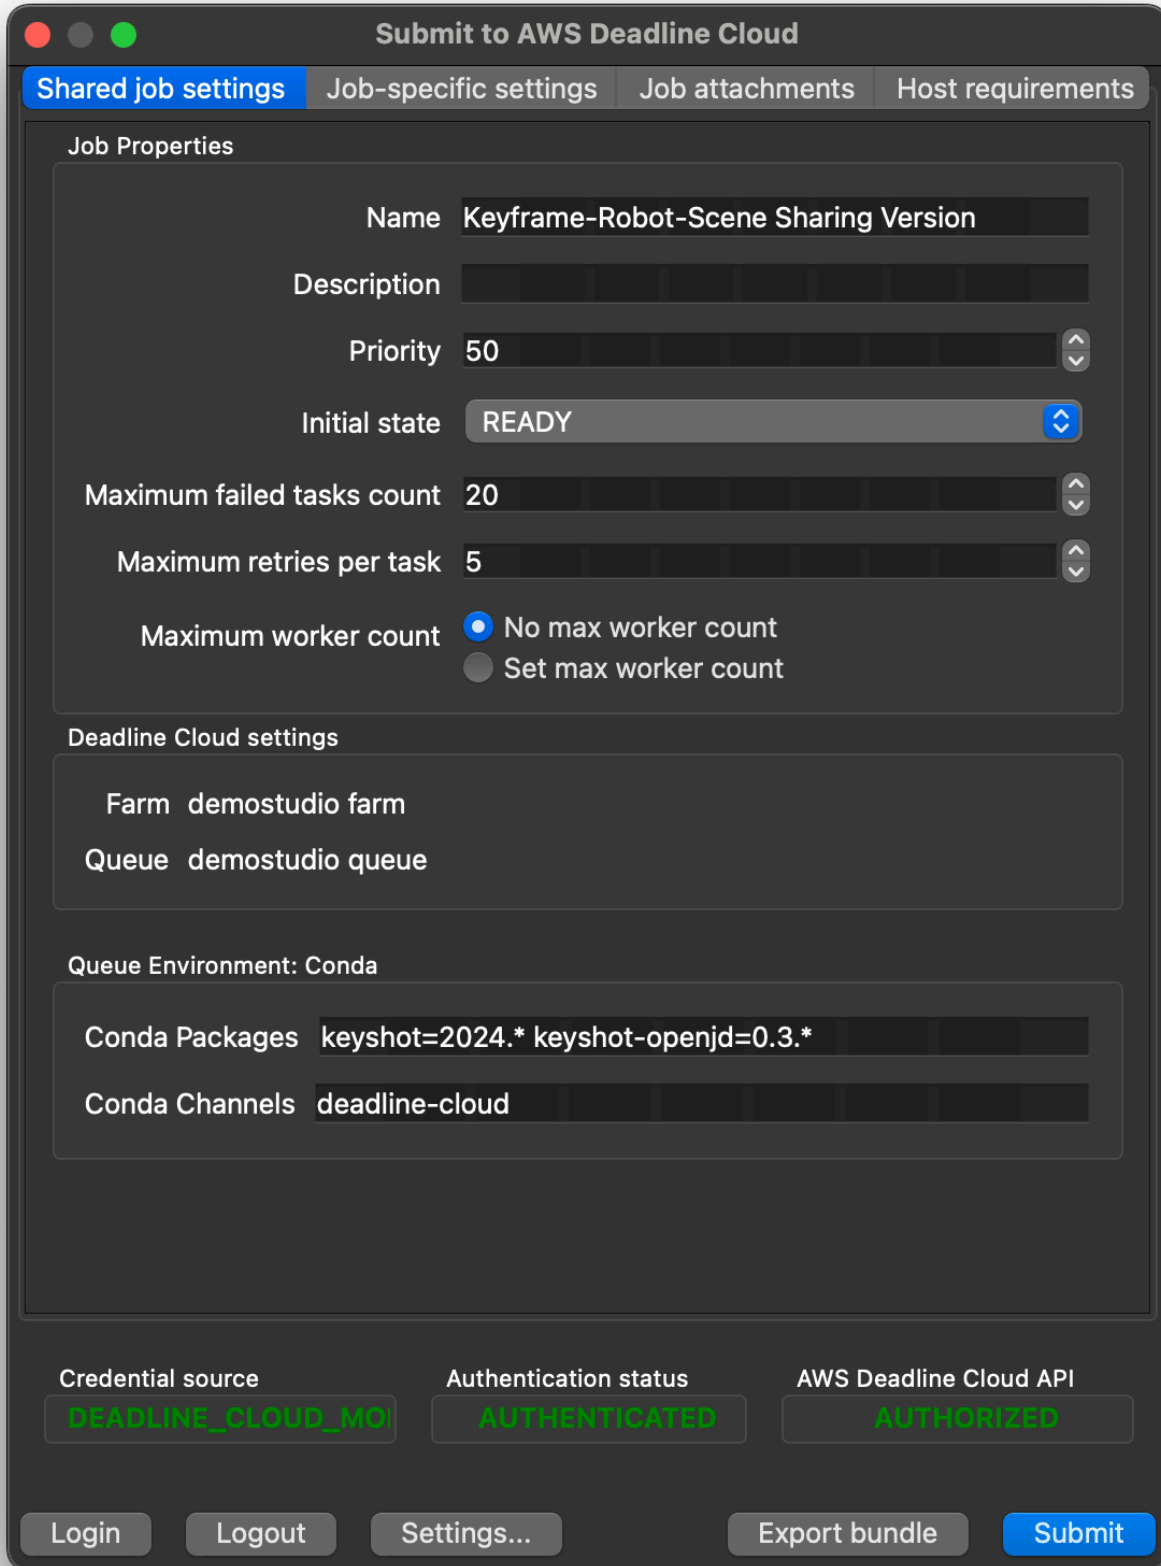 Submit to AWS Deadline Cloud
Shared job settings Job-specific settings Job attachments Host requirements
Job Properties
Name Keyframe-Robot-Scene Sharing Version
Description
Priority 50
Initial state READY
Maximum failed tasks count 20
Maximum retries per task 5
Maximum worker count No max worker count
Set max worker count
Deadline Cloud settings
Farm demostudio farm
Queue demostudio queue
Queue Environment: Conda
Conda Packages keyshot=2024.* keyshot-openjd=0.3.*
Conda Channels deadline-cloud
Credential source Authentication status AWS Deadline Cloud API
DEADLINE_CLOUD_MO AUTHENTICATED AUTHORIZED
Login Logout Settings... Export bundle Submit